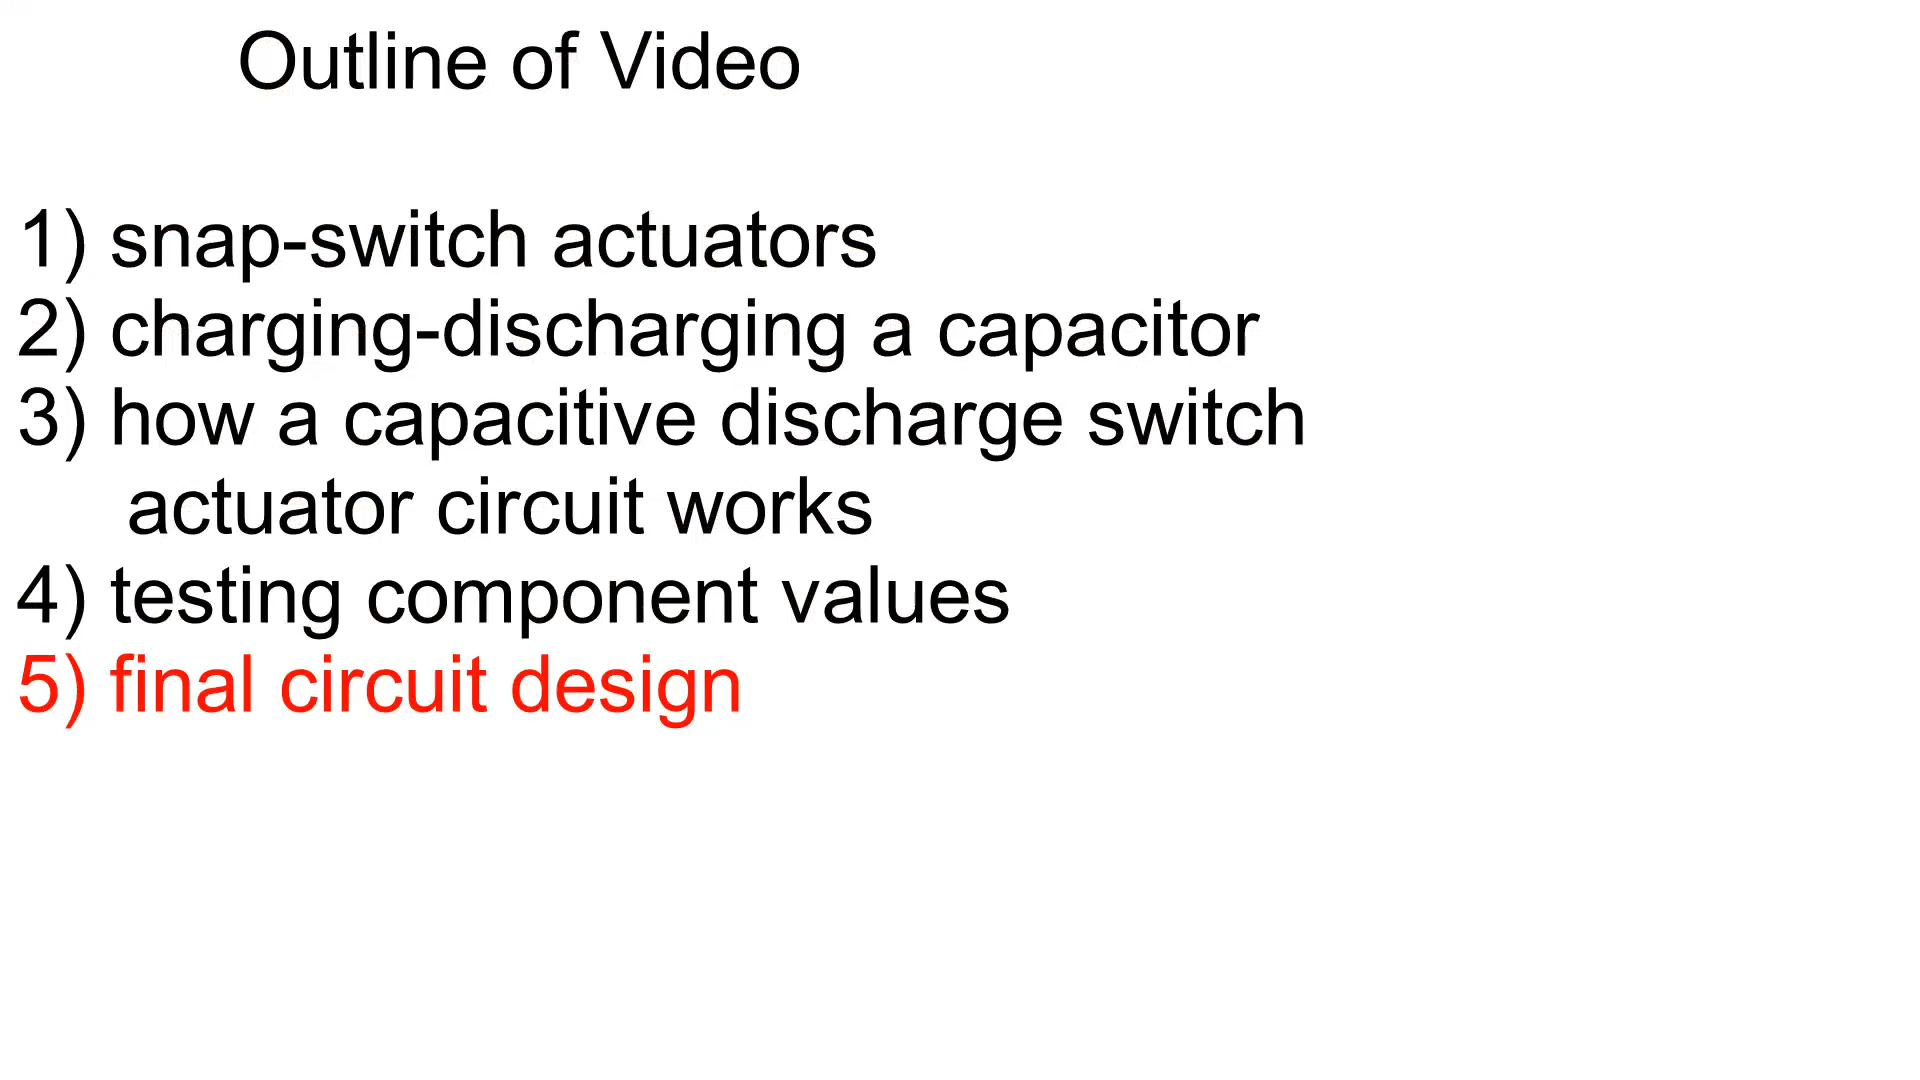 Outline of Video
1) snap-switch actuators
2) charging-discharging a capacitor
3) how a capacitive discharge switch
actuator circuit works
4) testing component values
5) final circuit design